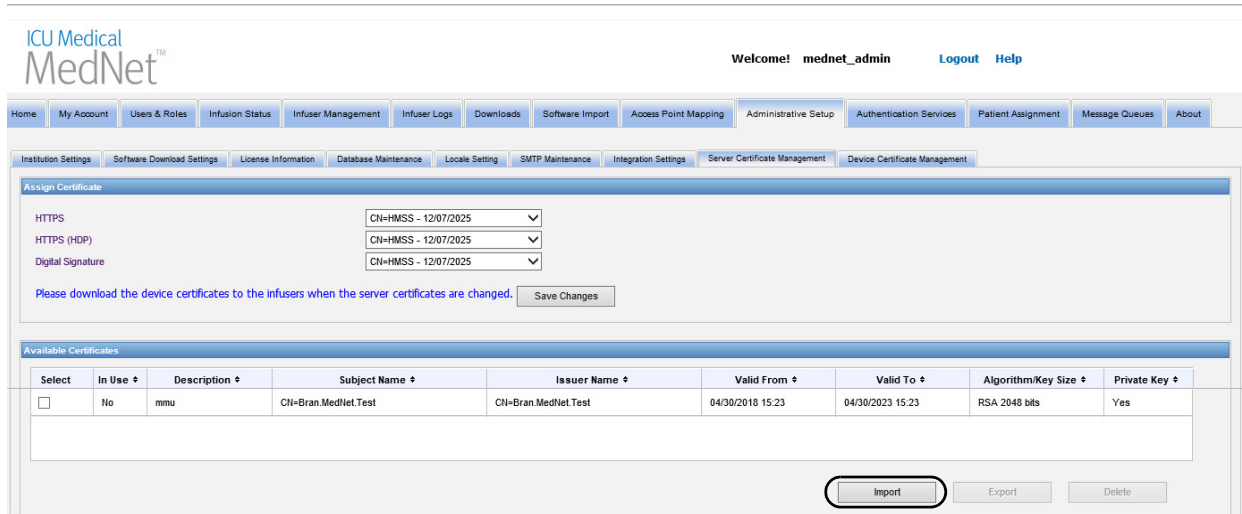 ICU Medical
MedNet™
Welcome! mednet_admin Logout Help
Home My Account Users & Roles Infusion Status Infuser Management Infuser Logs Downloads Software Import Access Point Mapping Administrative Setup Authentication Services Patient Assignment Message Queues About
Institution Settings Software Download Settings License Information Database Maintenance Locale Setting SMTP Maintenance Integration Settings Server Certificate Management Device Certificate Management
Assign Certificate
HTTPS CN=HMSS - 12/07/2025
HTTPS (HDP) CN=HMSS - 12/07/2025
Digital Signature CN=HMSS - 12/07/2025
Please download the device certificates to the infusers when the server certificates are changed. Save Changes
Available Certificates
Select In Use Description Subject Name Issuer Name Valid From Valid To Algorithm/Key Size Private Key
No mmu CN=Bran.MedNet.Test CN=Bran.MedNet.Test 04/30/2018 15:23 04/30/2023 15:23 RSA 2048 bits Yes
Import Export Delete